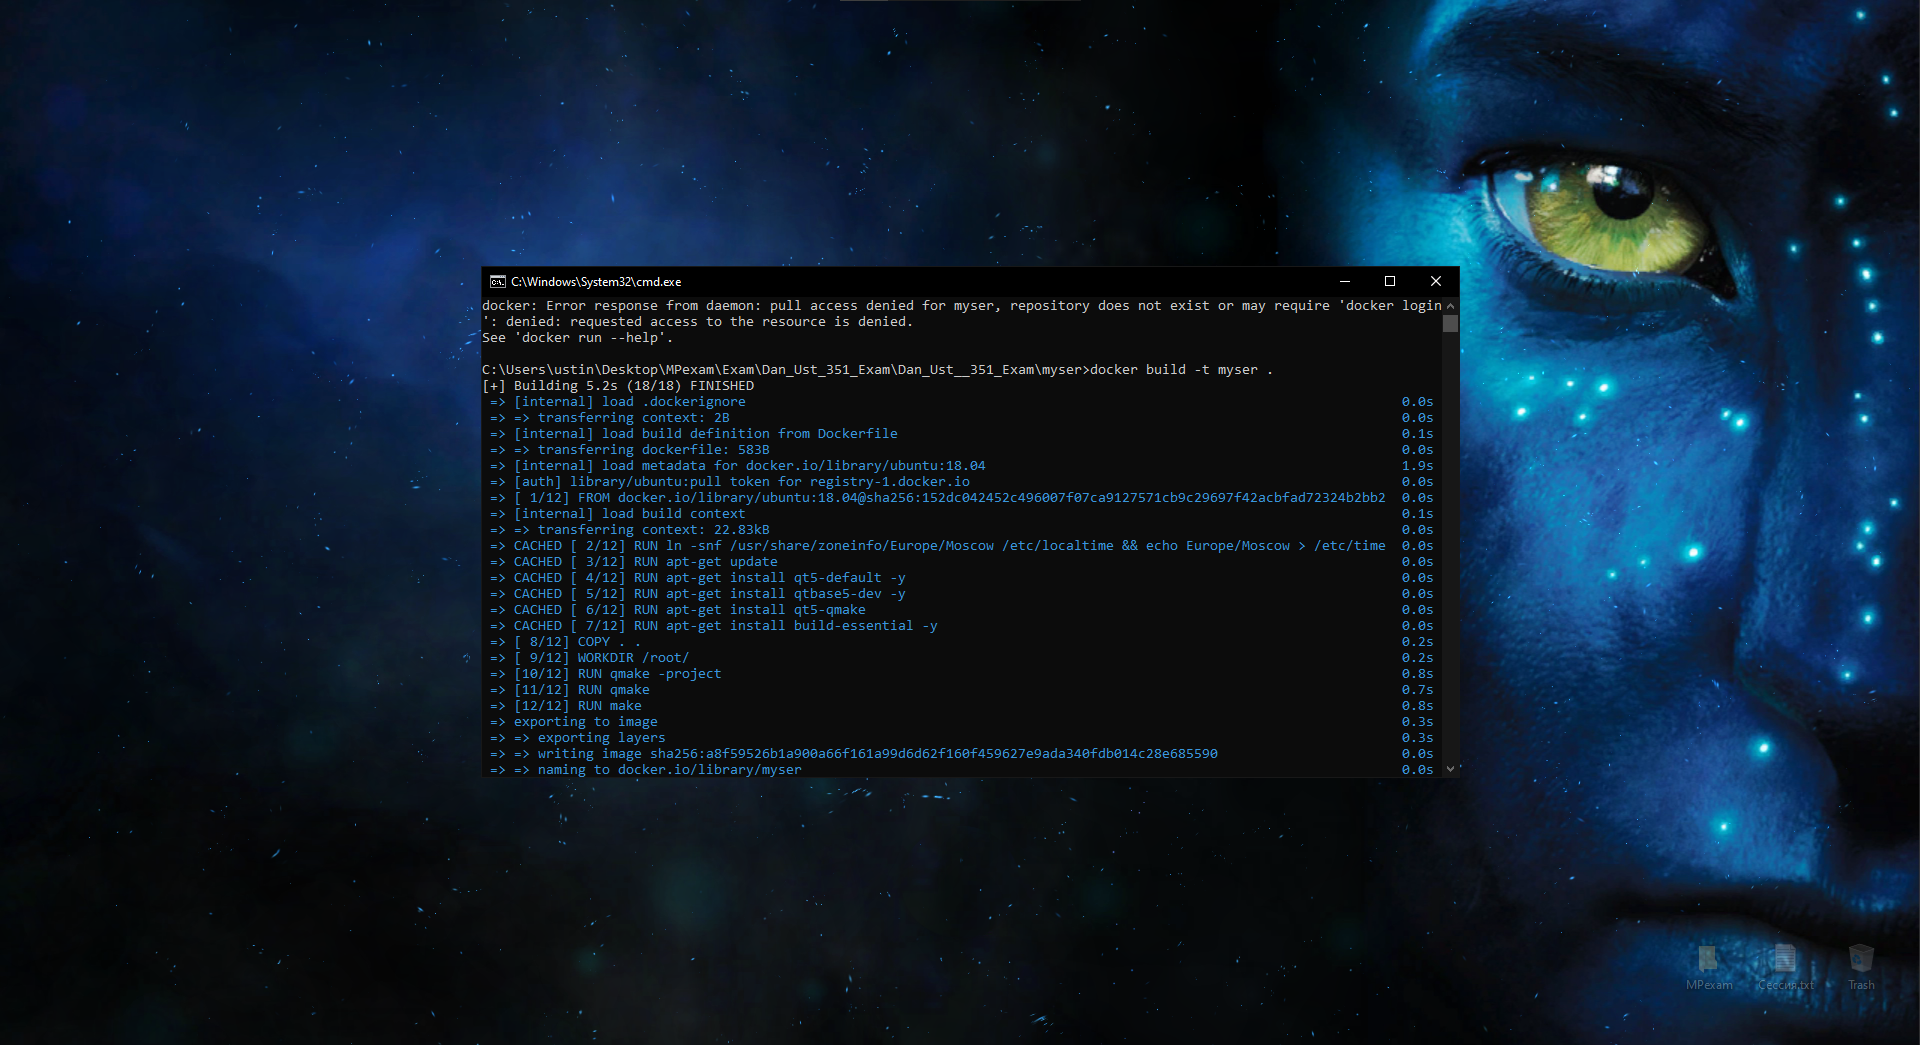 C:\Windows\System32\cmd.exe
docker: Error response from daemon: pull access denied for myser, repository does not exist or may require 'docker login
': denied: requested access to the resource is denied.
See 'docker run --help'.
C:\Users\ustin\Desktop\MPexam\Exam\Dan_Ust_351_Exam\Dan_Ust__351_Exam\myser>docker build -t myser .
[+] Building 5.2s (18/18) FINISHED
=> [internal] load .dockerignore 0.0s
=> => transferring context: 2B 0.0s
=> [internal] load build definition from Dockerfile 0.1s
=> => transferring dockerfile: 583B 0.0s
=> [internal] load metadata for docker.io/library/ubuntu:18.04 1.9s
=> [auth] library/ubuntu:pull token for registry-1.docker.io 0.0s
=> [ 1/12] FROM docker.io/library/ubuntu:18.04@sha256:152dc042452c496007f07ca9127571cb9c29697f42acbfad72324b2bb2 0.0s
=> [internal] load build context 0.1s
=> => transferring context: 22.83kB 0.0s
=> CACHED [ 2/12] RUN ln -snf /usr/share/zoneinfo/Europe/Moscow /etc/localtime && echo Europe/Moscow > /etc/time 0.0s
=> CACHED [ 3/12] RUN apt-get update 0.0s
=> CACHED [ 4/12] RUN apt-get install qt5-default -y 0.0s
=> CACHED [ 5/12] RUN apt-get install qtbase5-dev -y 0.0s
=> CACHED [ 6/12] RUN apt-get install qt5-qmake 0.0s
=> CACHED [ 7/12] RUN apt-get install build-essential -y 0.0s
=> [ 8/12] COPY . . 0.2s
=> [ 9/12] WORKDIR /root/ 0.2s
=> [10/12] RUN qmake -project 0.8s
=> [11/12] RUN qmake 0.7s
=> [12/12] RUN make 0.8s
=> exporting to image 0.3s
=> => exporting layers 0.3s
=> => writing image sha256:a8f59526b1a900a66f161a99d6d62f160f459627e9ada340fdb014c28e685590 0.0s
=> => naming to docker.io/library/myser 0.0s
MPexam
Сессия.txt
Trash